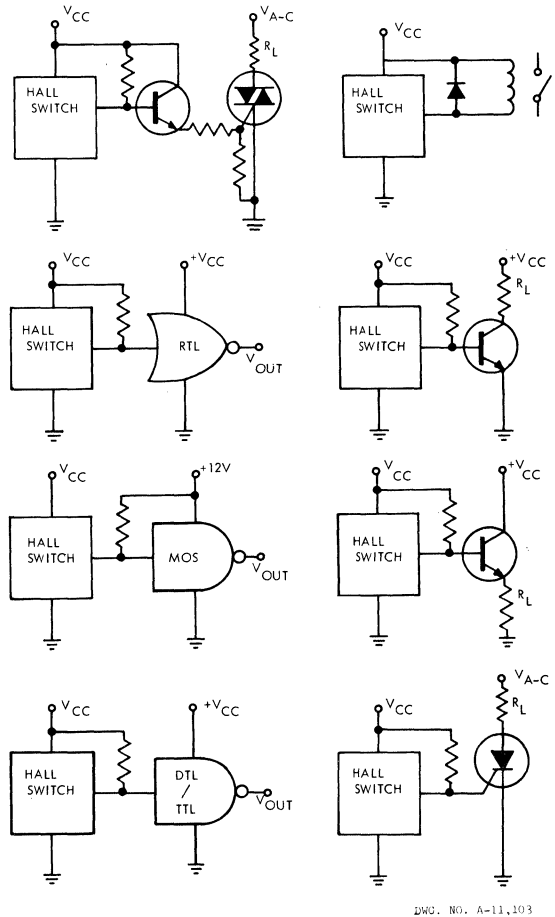 VCC
VA-C
RL
HALL
SWITCH
VCC
HALL
SWITCH
VCC
+VCC
HALL
SWITCH
RTL
VOUT
VCC
+VCC
RL
HALL
SWITCH
VCC
+12V
HALL
SWITCH
MOS
VOUT
VCC
+VCC
HALL
SWITCH
RL
VCC
+VCC
HALL
SWITCH
DTL
/
TTL
VOUT
VCC
VA-C
RL
HALL
SWITCH
DWG. NO. A-11,103